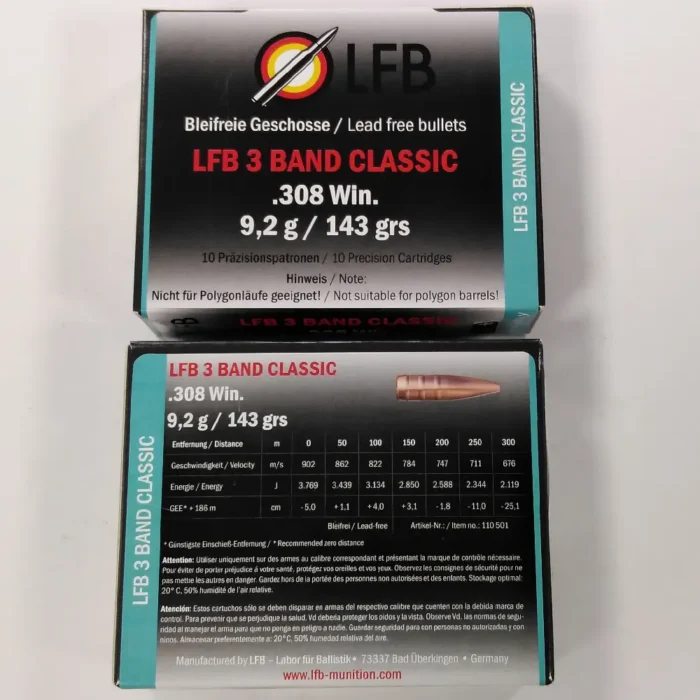 LFB
Bleifreie Geschosse / Lead free bullets
LFB 3 BAND CLASSIC
.308 Win.
9,2 g / 143 grs
10 Präzisionspatronen / 10 Precision Cartridges
Hinweis / Note:
Nicht für Polygonläufe geeignet! / Not suitable for polygon barrels!
LFB 3 BAND CLASSIC
LFB 3 BAND CLASSIC
LFB 3 BAND CLASSIC
.308 Win.
9,2 g / 143 grs
Entfernung / Distance m 0 50 100 150 200 250 300
Geschwindigkeit / Velocity m/s 902 862 822 784 747 711 676
Energie / Energy J 3.769 3.439 3.134 2.850 2.588 2.344 2.119
GEE* + 186 m cm -5,0 +1,1 +4,0 +3,1 -1,8 -11,0 -25,1
Bleifrei / Lead-free Artikel-Nr.: / Item no.: 110 501
* Günstigste Einschieß-Entfernung / * Recommended zero distance
Attention: Utiliser uniquement sur des armes au calibre correspondant et présentant la marque de contrôle nécessaire.
Pour éviter de porter préjudice á votre santé, protégez vos oreilles et vos yeux. Observez les consignes de sécurité pour ne
pas mettre les autres en danger. Gardez hors de la portée des personnes non autorisées et des enfants. Stockage optimal:
20° C, 50% humidité de l'air relative.
Atención: Estos cartuchos sólo se deben disparar en armas del respectivo calibre que cuenten con la debida marca de
control. Para prevenir que se perjudique la salud. Vd debería proteger los oídos y la vista. Observe Vd. las normas de segu-
ridad al manejar el arma para que no ponga en peligro a nadie. Guardar seguridad para con personas no autorizadas y con
ninos. Almacenar preferentemente a: 20°C, 50% humedad relativa del aire.
Manufactured by LFB – Labor für Ballistik • 73337 Bad Überkingen • Germany
www.lfb-munition.com
LFB 3 BAND CLASSIC